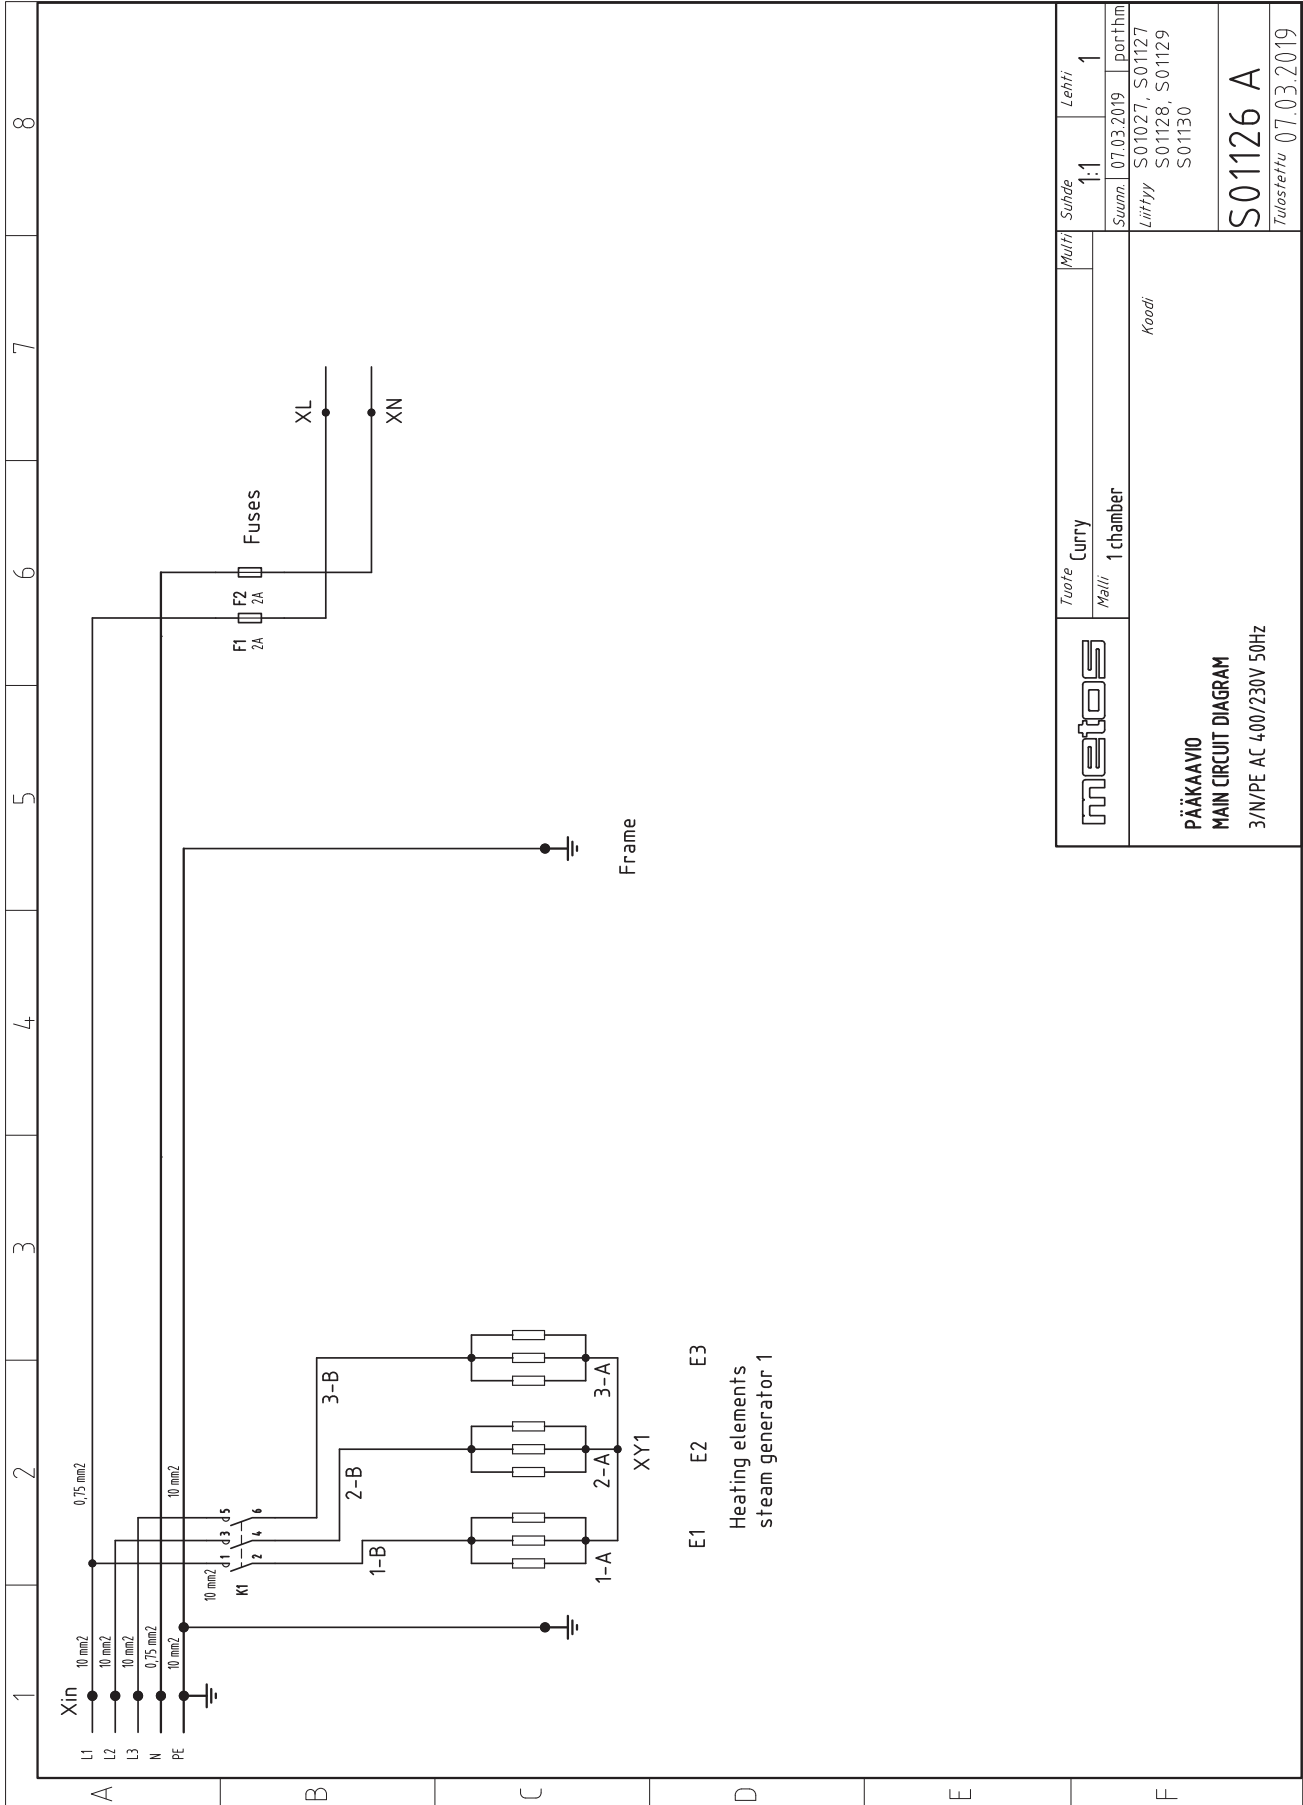 1
2
3
4
5
6
7
8
A
B
C
D
E
F
Xin
L1
L2
L3
N
PE
10 mm2
10 mm2
10 mm2
0,75 mm2
10 mm2
0,75 mm2
10 mm2
10 mm2
K1
1
3
5
2
4
6
1-B
2-B
3-B
1-A
2-A
3-A
XY1
E1
E2
E3
Heating elements
steam generator 1
Frame
F1
2A
F2
2A
Fuses
XL
XN
metos
Tuote Curry
Multi
Malli 1 chamber
Suhde 1:1
Lehti 1
Suunn. 07.03.2019 porthm
Liittyy S01027, S01127
S01128, S01129
S01130
PÄÄKAAVIO
MAIN CIRCUIT DIAGRAM
3/N/PE AC 400/230V 50Hz
Koodi
S01126 A
Tulostettu 07.03.2019